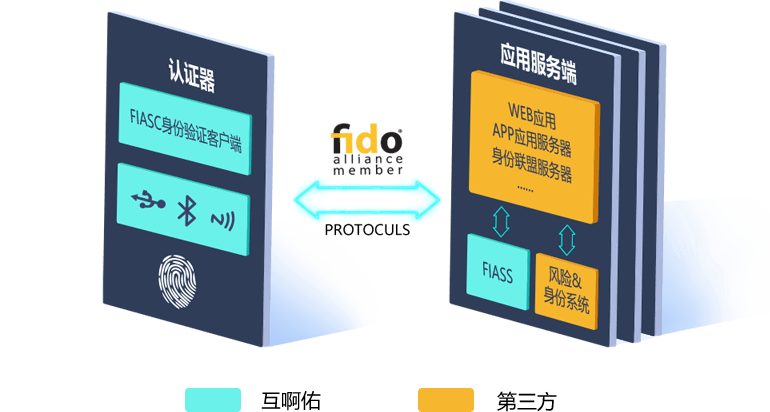 认证器
FIASC身份验证客户端
fido
alliance
member
PROTOCULS
应用服务端
WEB应用
APP应用服务器
身份联盟服务器
......
FIASS
风险&
身份系统
互啊佑
第三方